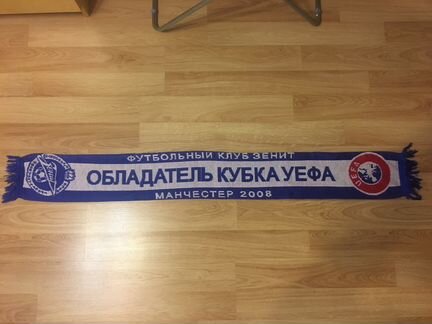 ФУТБОЛЬНЫЙ КЛУБ ЗЕНИТ
ОБЛАДАТЕЛЬ КУБКА УЕФА
МАНЧЕСТЕР 2008
UEFA